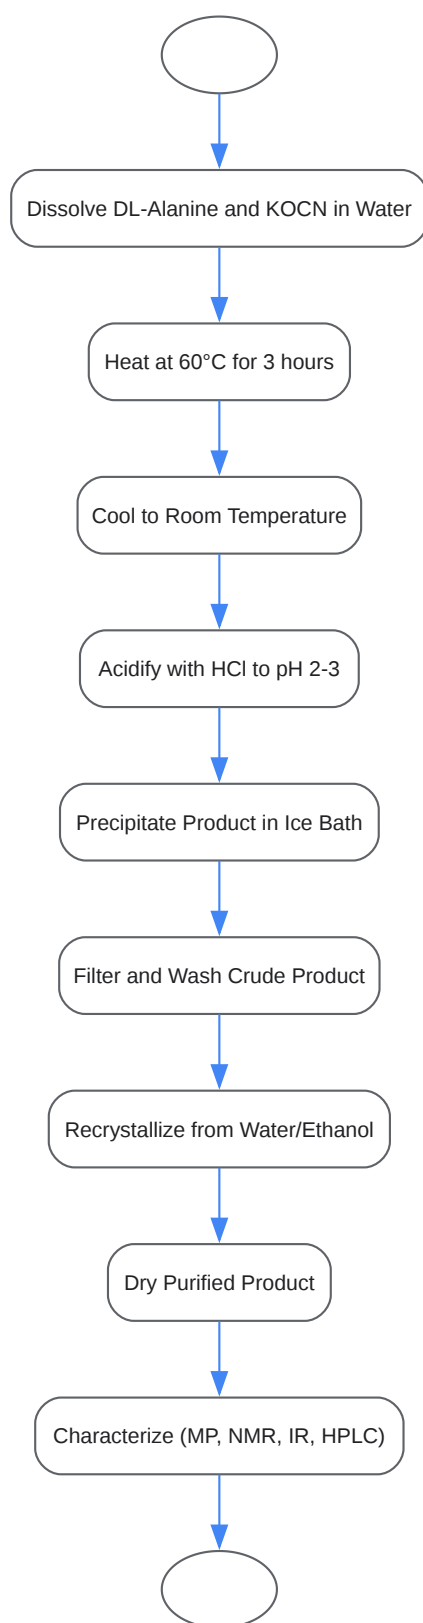 Dissolve DL-Alanine and KOCN in Water
Heat at 60°C for 3 hours
Cool to Room Temperature
Acidify with HCl to pH 2-3
Precipitate Product in Ice Bath
Filter and Wash Crude Product
Recrystallize from Water/Ethanol
Dry Purified Product
Characterize (MP, NMR, IR, HPLC)